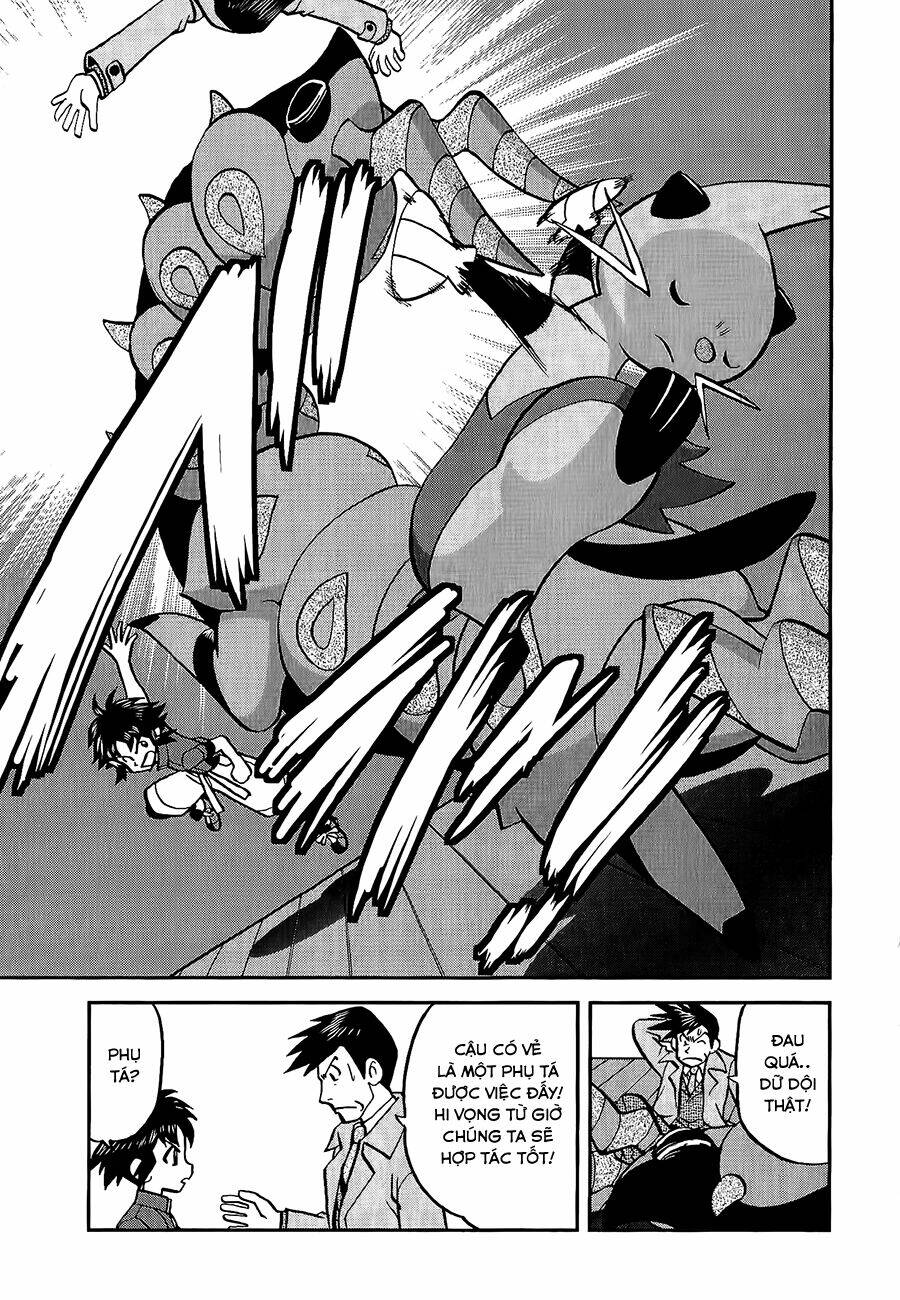 ĐAU
QUÁ..
DỮ DỘI
THẬT!
CẬU CÓ VẺ
LÀ MỘT PHỤ TÁ
ĐƯỢC VIỆC ĐẤY!
HI VỌNG TỪ GIỜ
CHÚNG TA SẼ
HỢP TÁC TỐT!
PHỤ
TÁ?